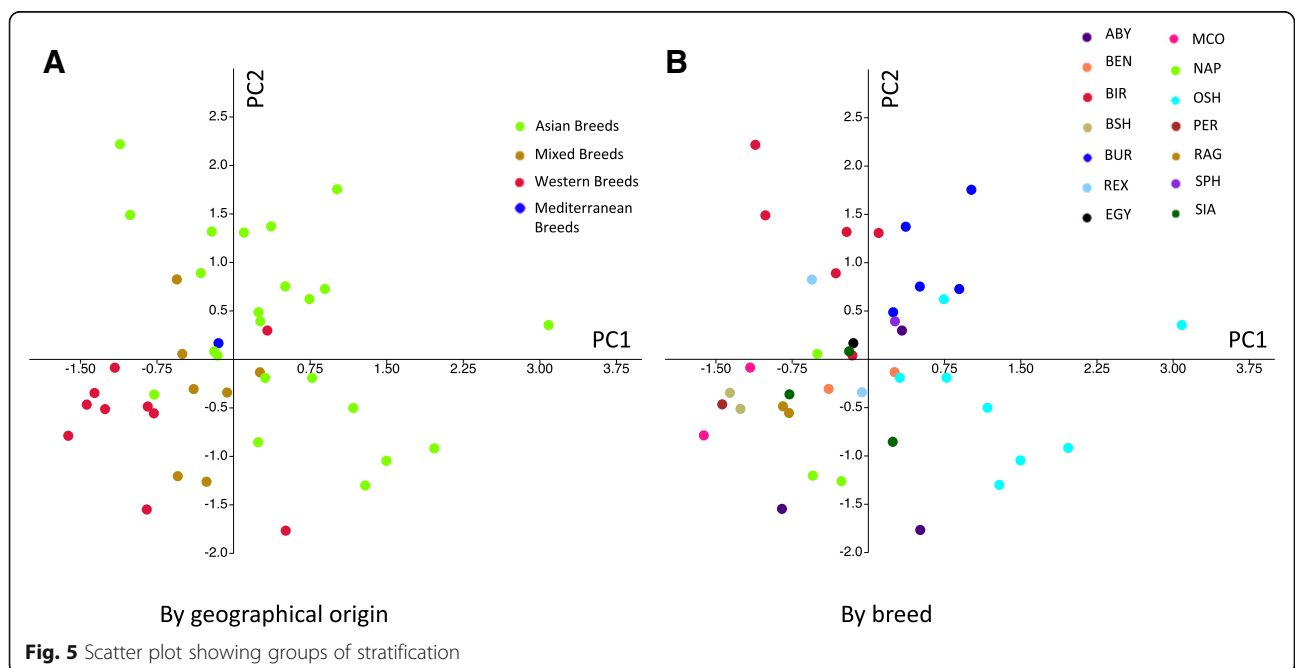 A
PC2
2.5
2.0
1.5
1.0
0.5
PC1
-1.50 -0.75 0.75 1.50 2.25 3.00 3.75
-0.5
-1.0
-1.5
-2.0
Asian Breeds
Mixed Breeds
Western Breeds
Mediterranean
Breeds
By geographical origin
B
PC2
2.5
2.0
1.5
1.0
0.5
PC1
-1.50 -0.75 0.75 1.50 2.25 3.00 3.75
-0.5
-1.0
-1.5
-2.0
ABY
BEN
BIR
BSH
BUR
REX
EGY
MCO
NAP
OSH
PER
RAG
SPH
SIA
By breed
Fig. 5 Scatter plot showing groups of stratification